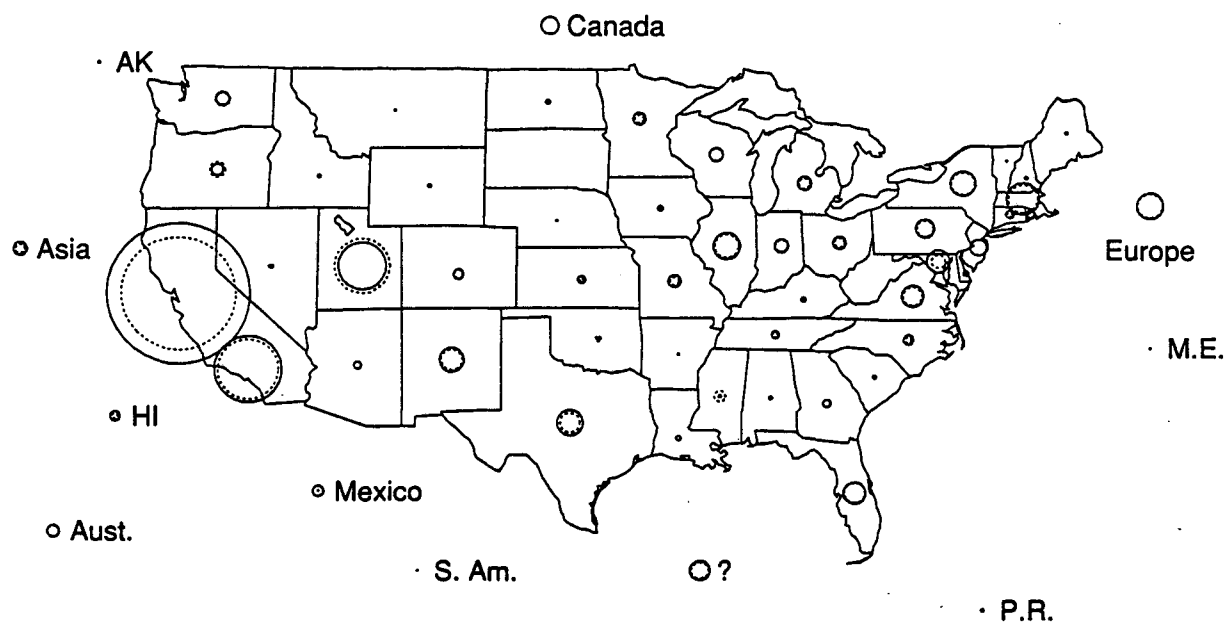 Canada
AK
Asia
Europe
M.E.
HI
Mexico
Aust.
S. Am.
?
P.R.